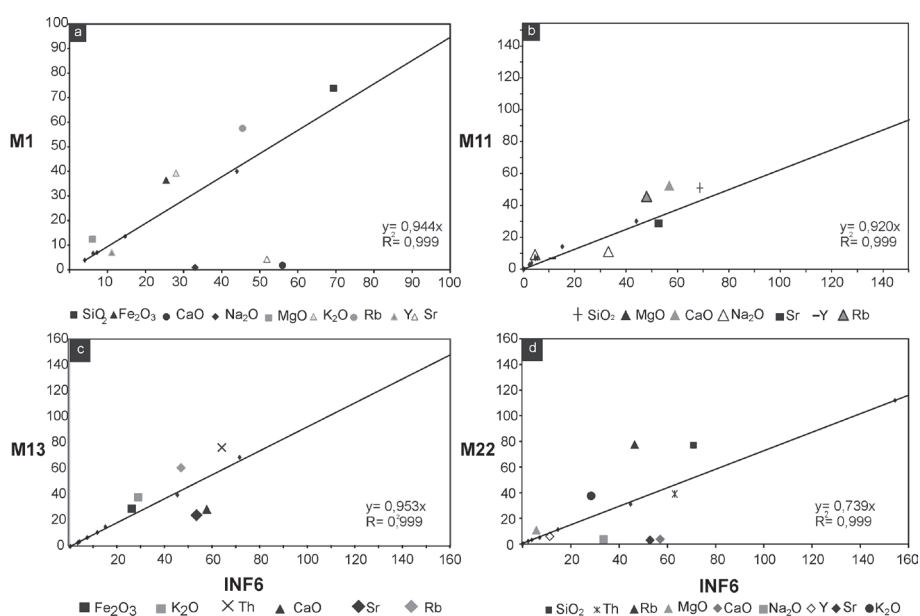 a
100
90
80
70
60
50
40
30
20
10
0
M1
0 10 20 30 40 50 60 70 80 90 100
y= 0,944x
R²= 0,999
SiO₂ Fe₂O₃ CaO Na₂O MgO K₂O Rb Y Sr
b
140
120
100
80
60
40
20
0
M11
0 20 40 60 80 100 120 140
y= 0,920x
R²= 0,999
SiO₂ MgO CaO Na₂O Sr Y Rb
c
160
140
120
100
80
60
40
20
0
M13
0 20 40 60 80 100 120 140 160
y= 0,953x
R²= 0,999
INF6
Fe₂O₃ K₂O Th CaO Sr Rb
d
160
140
120
100
80
60
40
20
0
M22
0 20 40 60 80 100 120 140 160
y= 0,739x
R²= 0,999
INF6
SiO₂ Th Rb MgO CaO Na₂O Y Sr K₂O